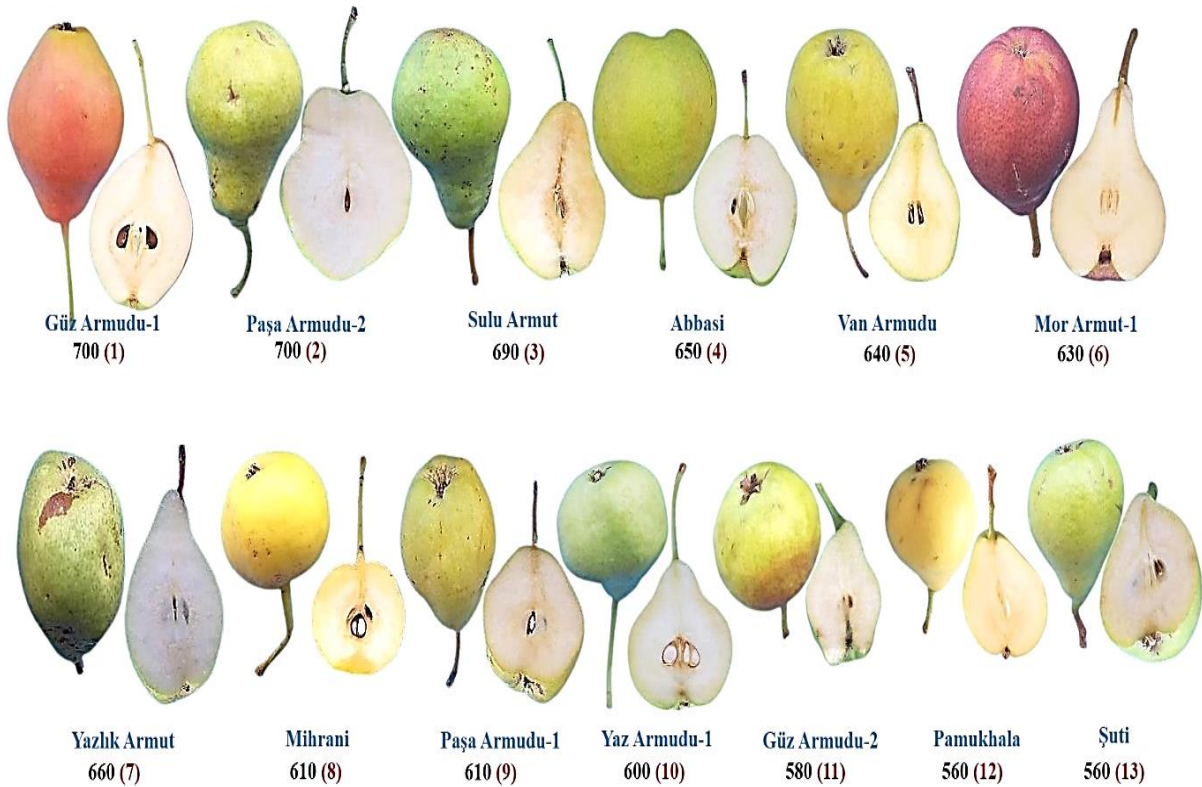 Güz Armudu-1 Paşa Armudu-2 Sulu Armut Abbasi Van Armudu Mor Armut-1
700 (1) 700 (2) 690 (3) 650 (4) 640 (5) 630 (6)
Yazlık Armut Mihrani Paşa Armudu-1 Yaz Armudu-1 Güz Armudu-2 Pamukhala Şuti
660 (7) 610 (8) 610 (9) 600 (10) 580 (11) 560 (12) 560 (13)